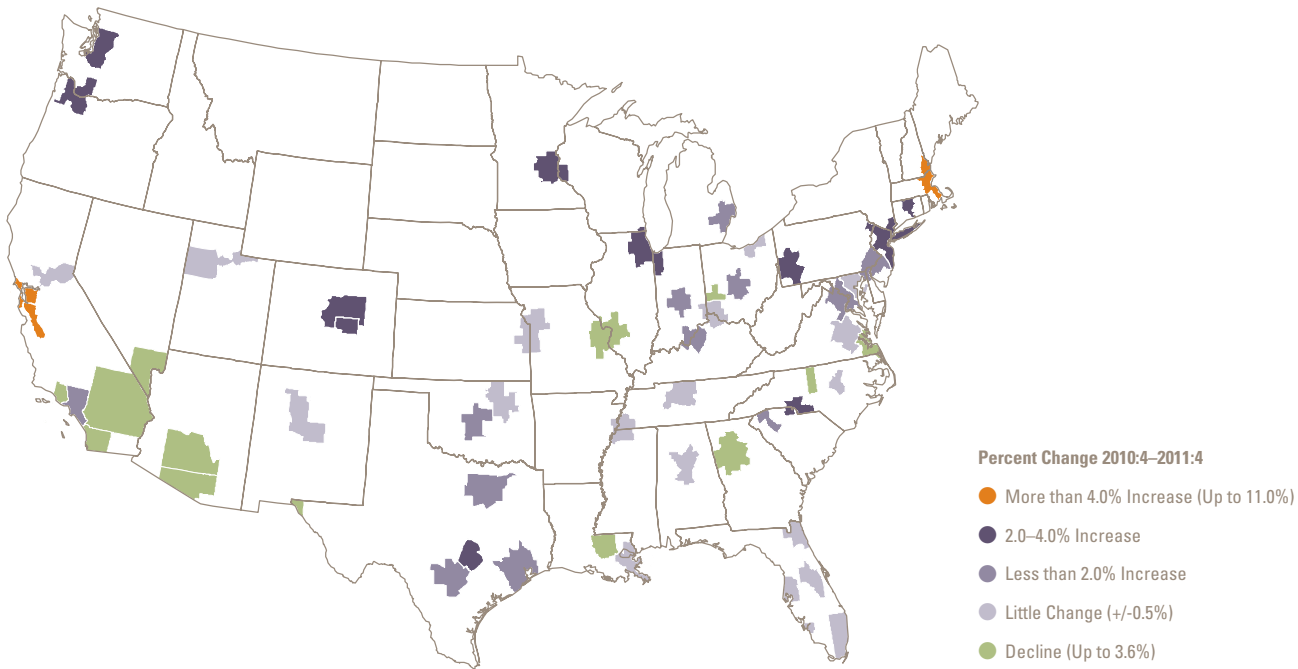 Percent Change 2010:4–2011:4
More than 4.0% Increase (Up to 11.0%)
2.0–4.0% Increase
Less than 2.0% Increase
Little Change (+/-0.5%)
Decline (Up to 3.6%)